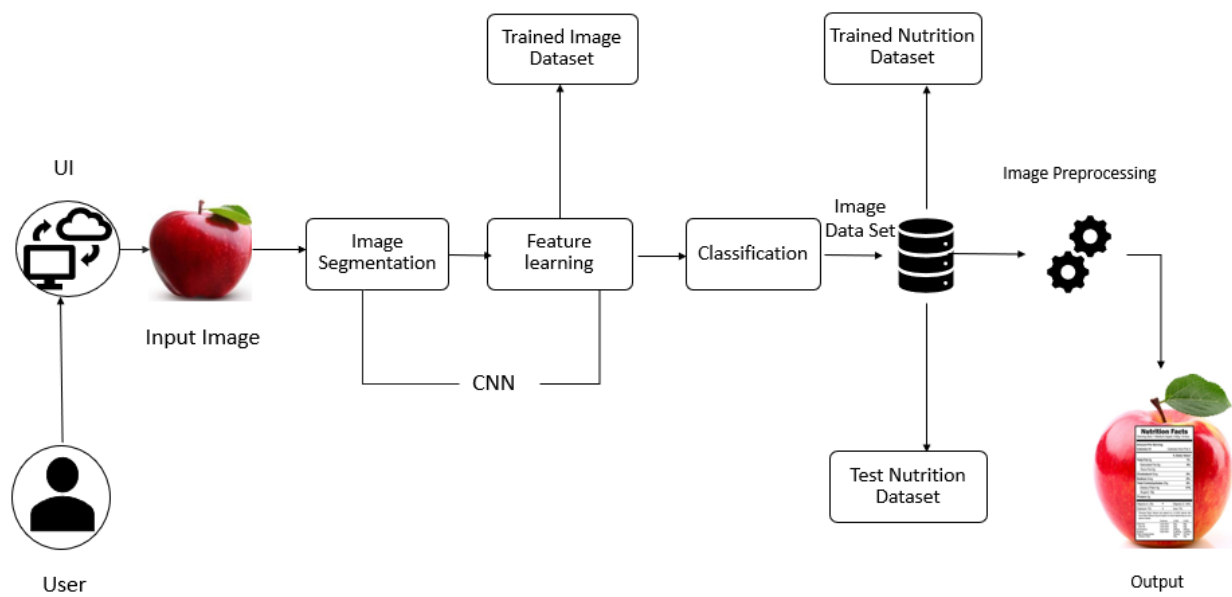 Trained Image
Dataset
Trained Nutrition
Dataset
UI
Image Preprocessing
Image
Segmentation
Feature
learning
Classification
Image
Data Set
Input Image
CNN
Nutrition Facts
Test Nutrition
Dataset
User
Output